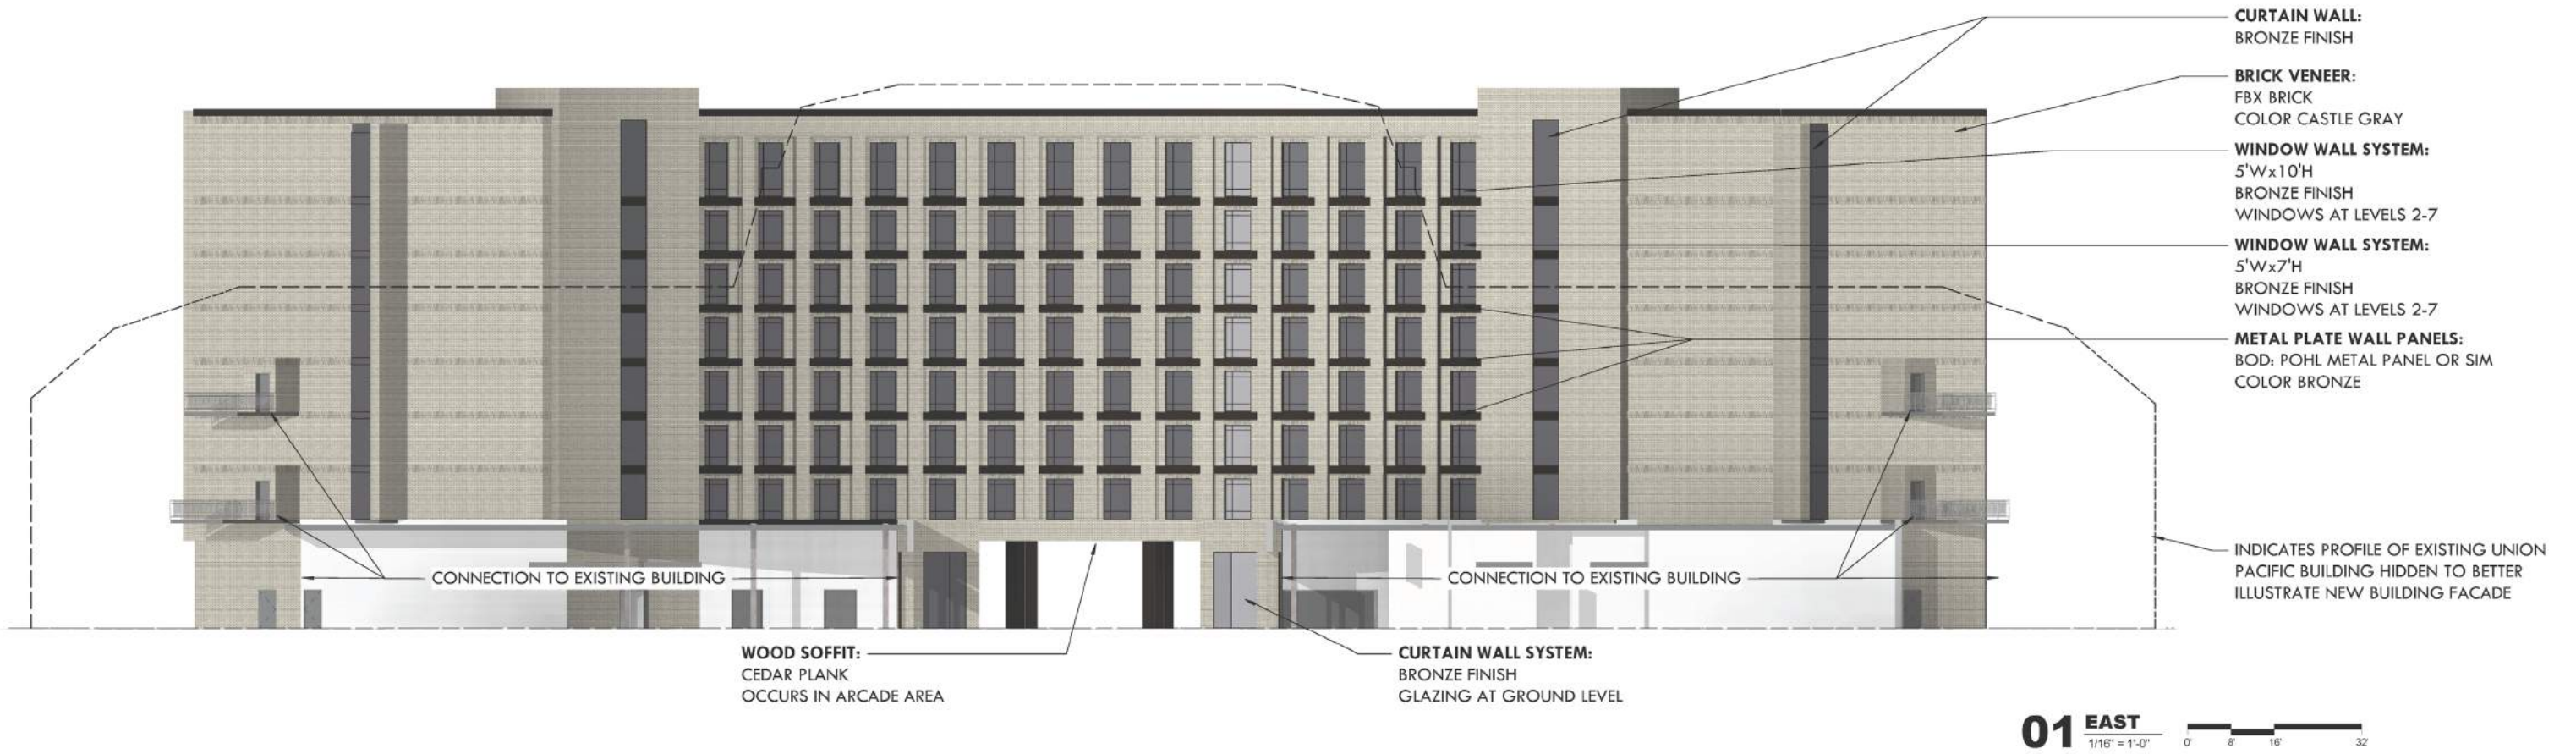 CURTAIN WALL:
BRONZE FINISH
BRICK VENEER:
FBX BRICK
COLOR CASTLE GRAY
WINDOW WALL SYSTEM:
5'Wx10'H
BRONZE FINISH
WINDOWS AT LEVELS 2-7
WINDOW WALL SYSTEM:
5'Wx7'H
BRONZE FINISH
WINDOWS AT LEVELS 2-7
METAL PLATE WALL PANELS:
BOD: POHL METAL PANEL OR SIM
COLOR BRONZE
INDICATES PROFILE OF EXISTING UNION
PACIFIC BUILDING HIDDEN TO BETTER
ILLUSTRATE NEW BUILDING FACADE
CONNECTION TO EXISTING BUILDING
CONNECTION TO EXISTING BUILDING
WOOD SOFFIT:
CEDAR PLANK
OCCURS IN ARCADE AREA
CURTAIN WALL SYSTEM:
BRONZE FINISH
GLAZING AT GROUND LEVEL
01 EAST
1/16" = 1'-0"
0' 8' 16' 32'